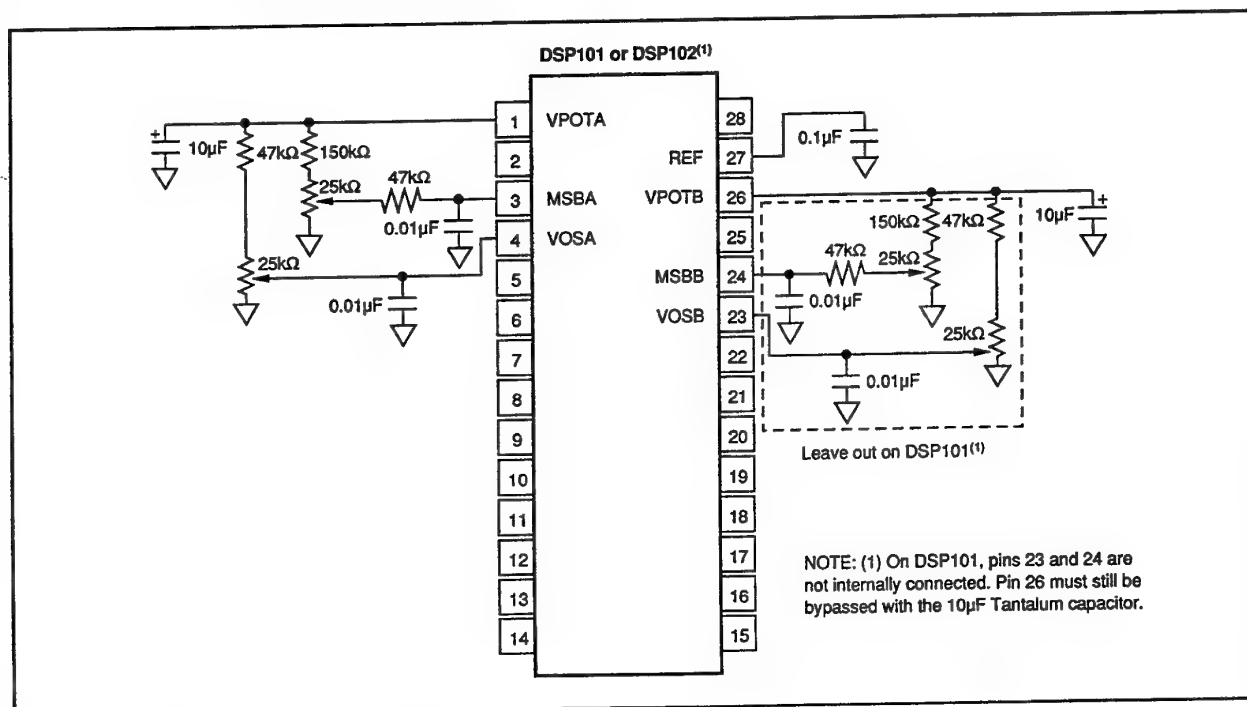 DSP101 or DSP102(1)
1 VPOTA
2
3 MSBA
4 VOSA
5
6
7
8
9
10
11
12
13
14
28
REF 27
VPOTB 26
25
MSBB 24
VOSB 23
22
21
20
19
18
17
16
15
+
10µF
47kΩ
150kΩ
25kΩ
47kΩ
0.01µF
25kΩ
0.01µF
0.1µF
150kΩ
47kΩ
10µF
+
47kΩ
25kΩ
0.01µF
25kΩ
0.01µF
Leave out on DSP101(1)
NOTE: (1) On DSP101, pins 23 and 24 are
not internally connected. Pin 26 must still be
bypassed with the 10µF Tantalum capacitor.